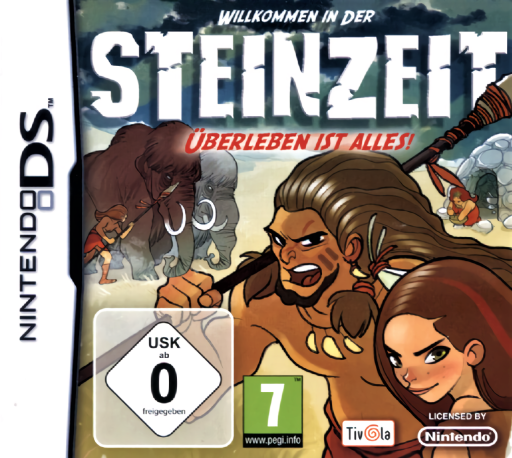 WILLKOMMEN IN DER
STEINZEIT
ÜBERLEBEN IST ALLES!
NINTENDO DS™
USK
ab
0
freigegeben
7
www.pegi.info
Tivola
LICENSED BY
Nintendo